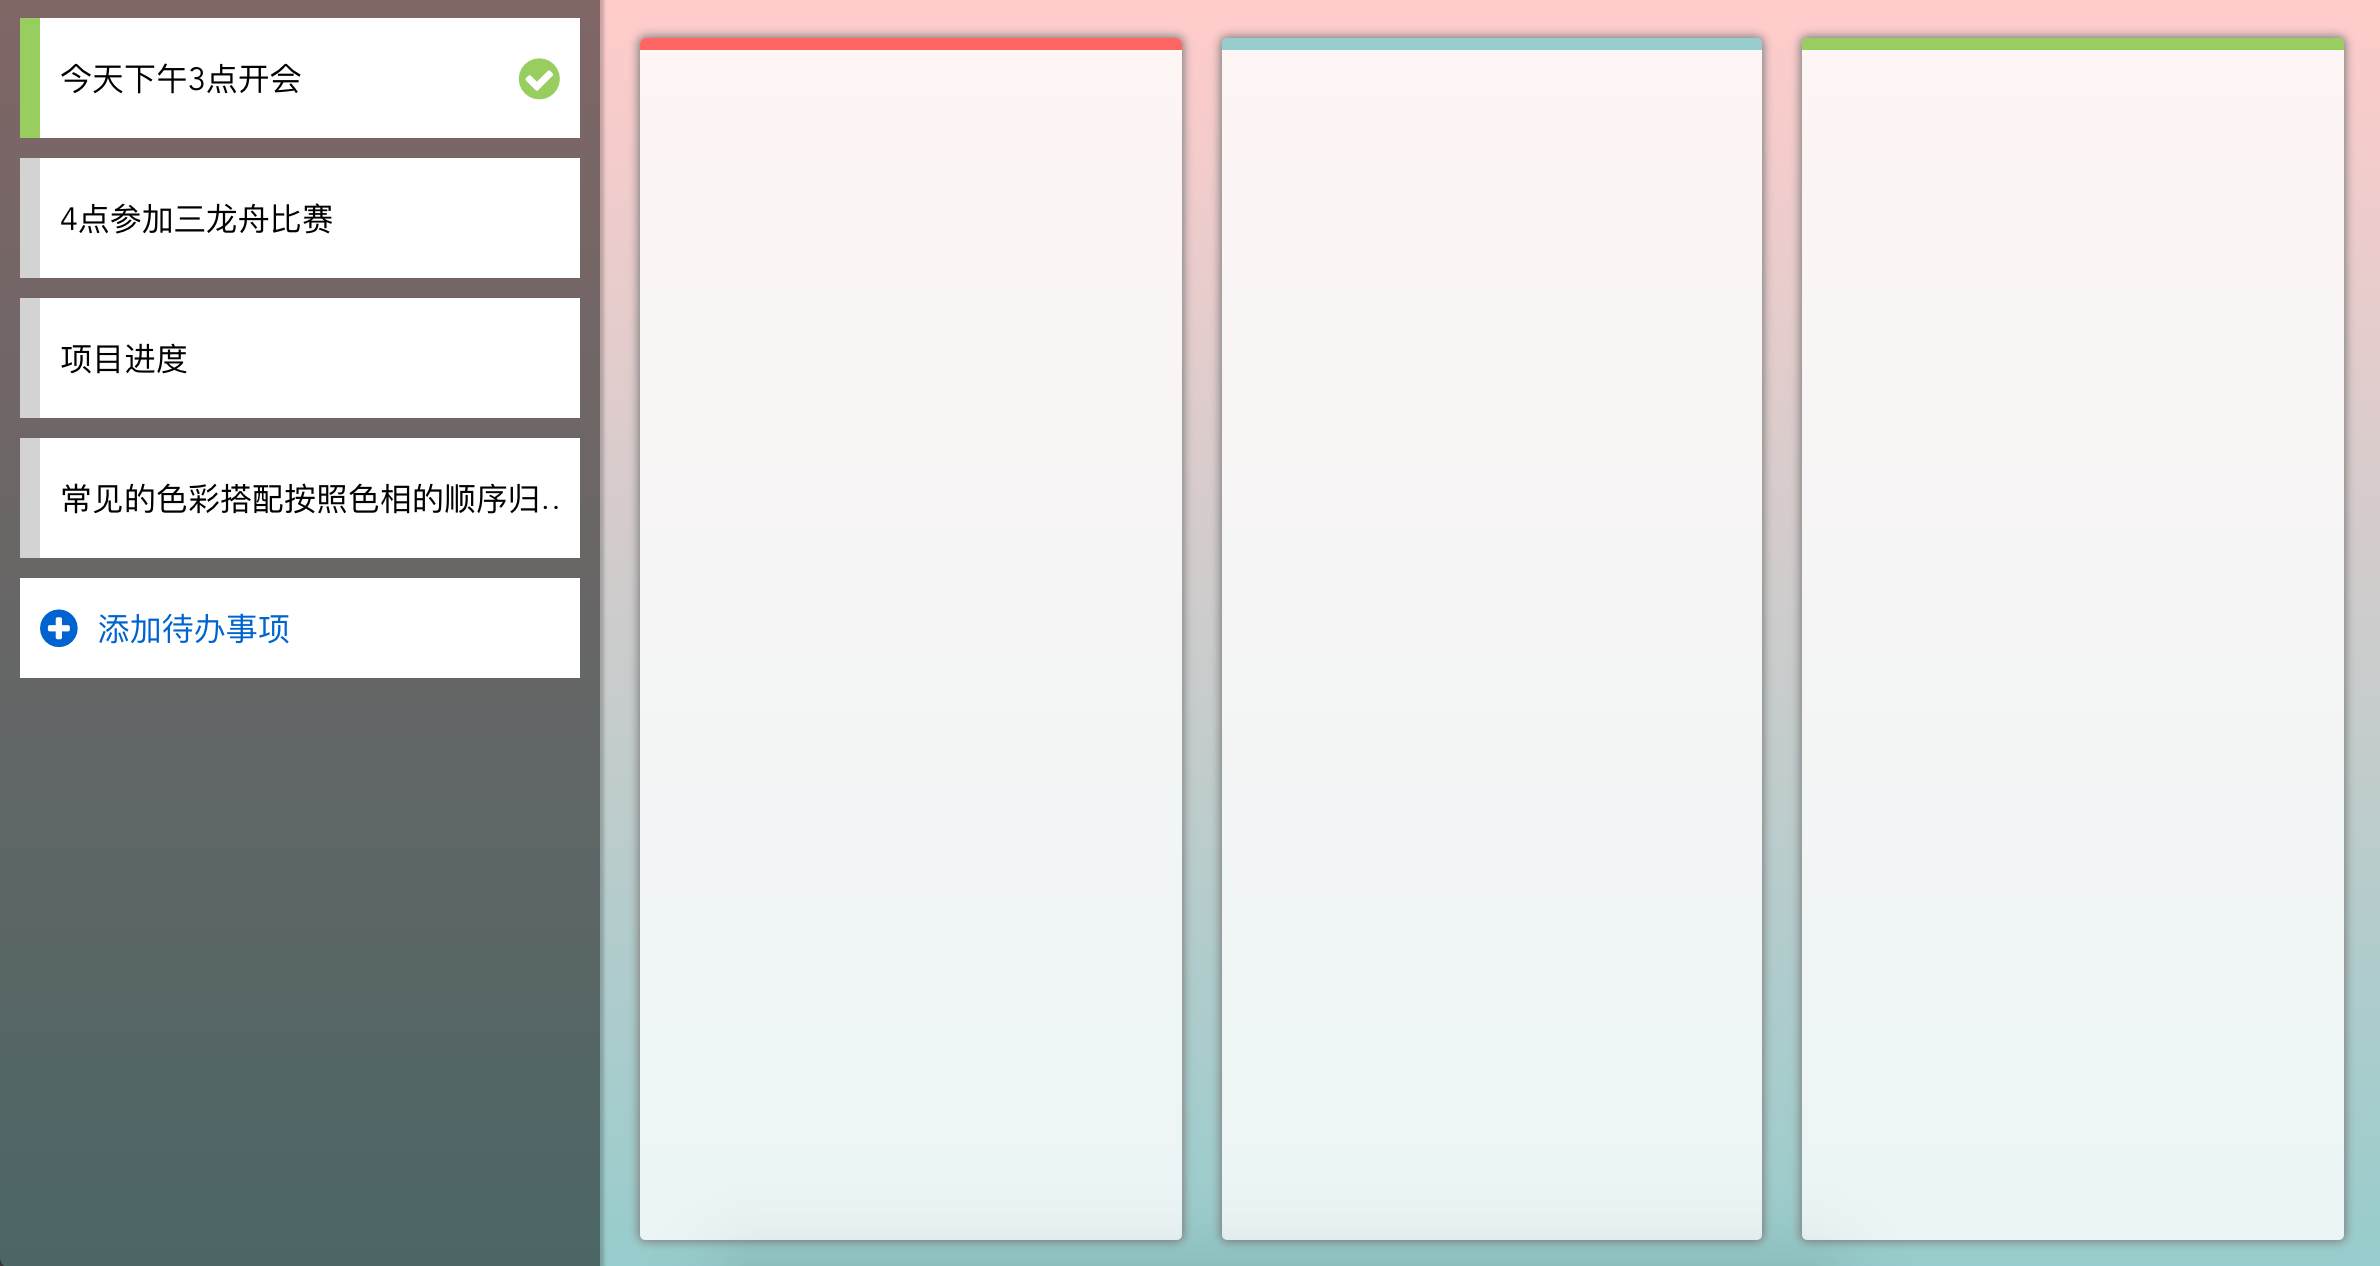 今天下午3点开会
4点参加三龙舟比赛
项目进度
常见的色彩搭配按照色相的顺序归..
添加待办事项